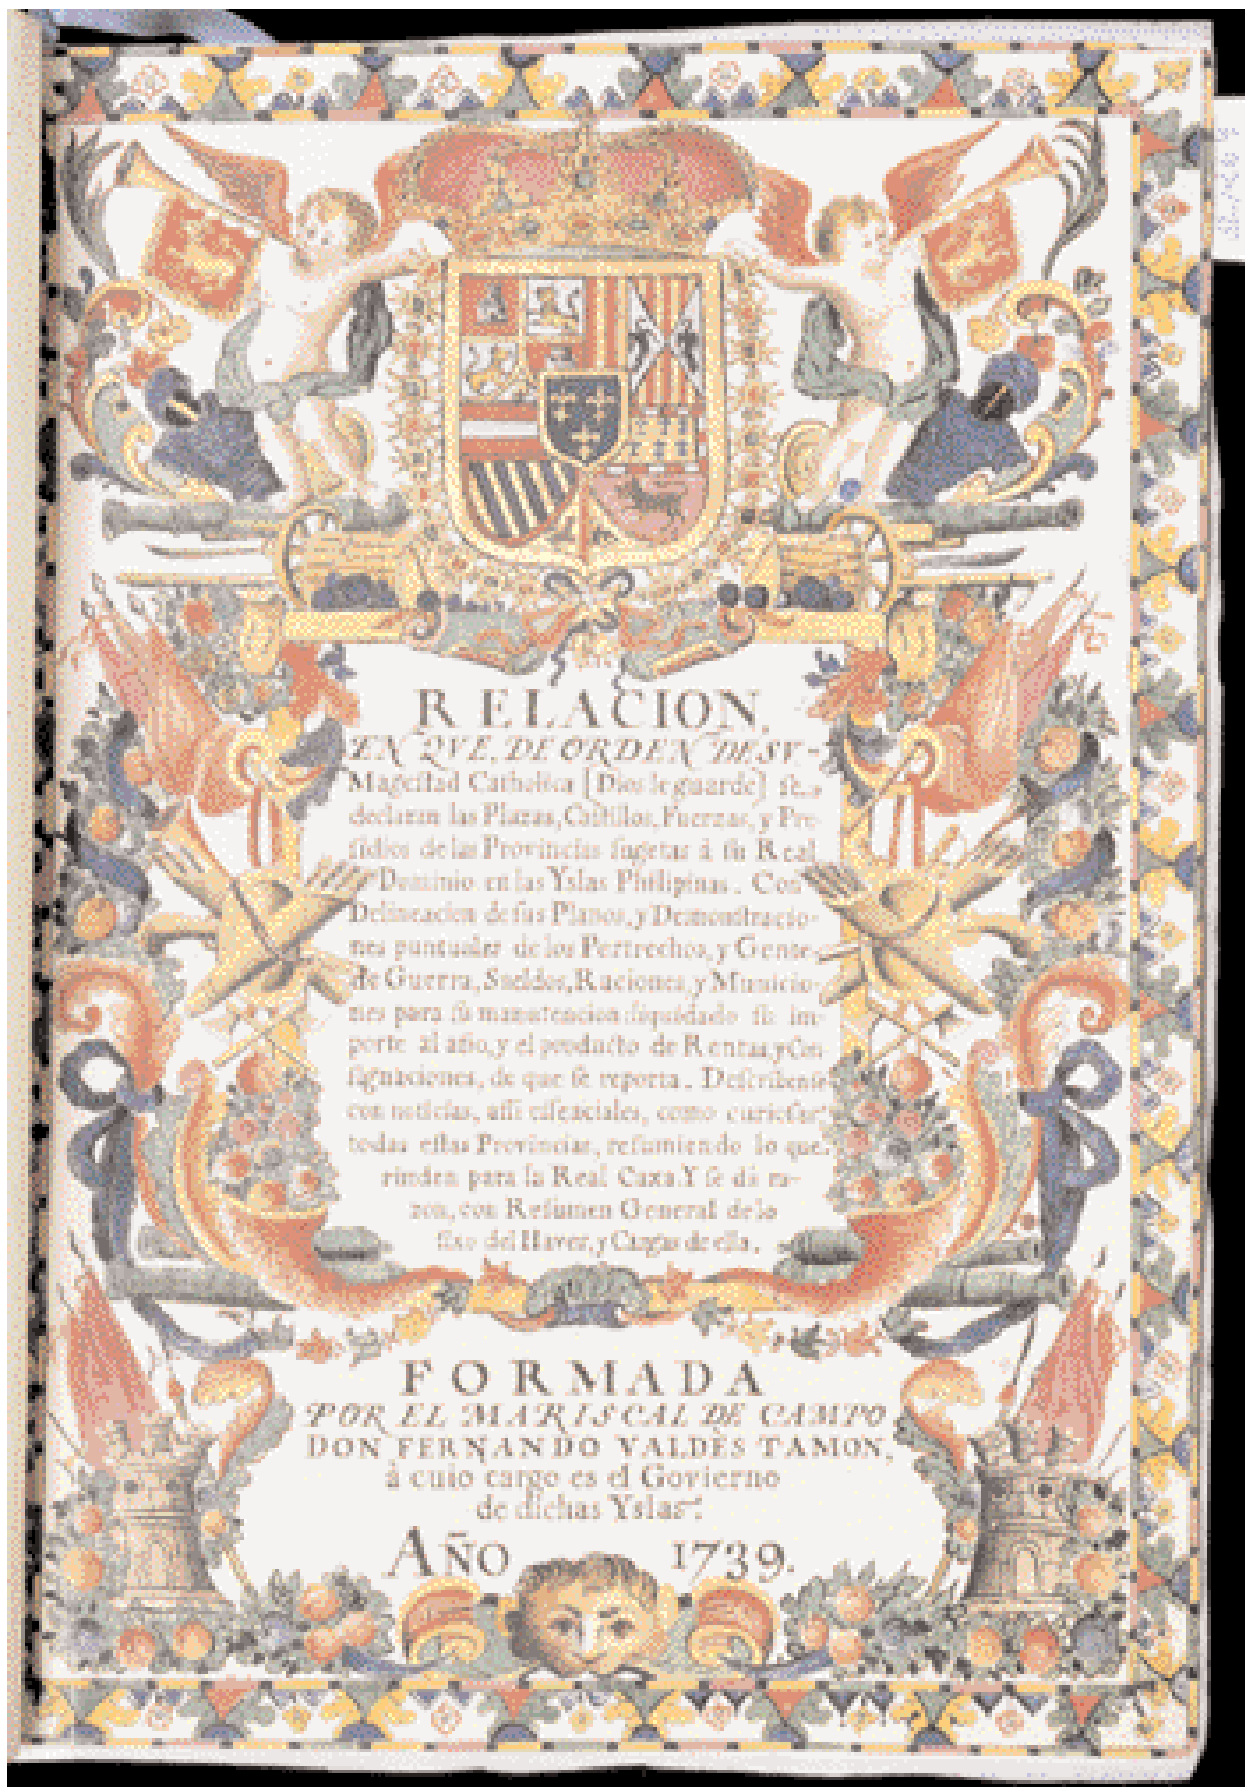 RELACION,
EN QVE, DE ORDEN DE SV-
Mageſtad Catholica [Dios le guarde] ſe
declaran las Plazas, Caſtillos, Fuerzas, y Pre-
ſidios de las Provincias ſugetas à ſu Real
Dominio en las Yslas Philipinas. Con
Delineacion de ſus Planos, y Demonſtracio-
nes puntuales de los Pertrechos, y Gente
de Guerra, Sueldos, Raciones, y Municio-
nes para ſu manutencion liquidado ſu im-
porte al año, y el producto de Rentas, y Con-
ſignaciones, de que ſe reporta. Deſcribenſe
con noticias, aſſi eſſenciales, como curioſas
todas eſtas Provincias, reſumiendo lo que
rinden para la Real Caxa. Y ſe dà ra-
zon, con Reſumen General de lo
fixo del Haver, y Cargas de ella.
FORMADA
POR EL MARISCAL DE CAMPO
DON FERNANDO VALDÈS TAMON,
à cuio cargo es el Govierno
de dichas Yslas.
AÑO 1739.